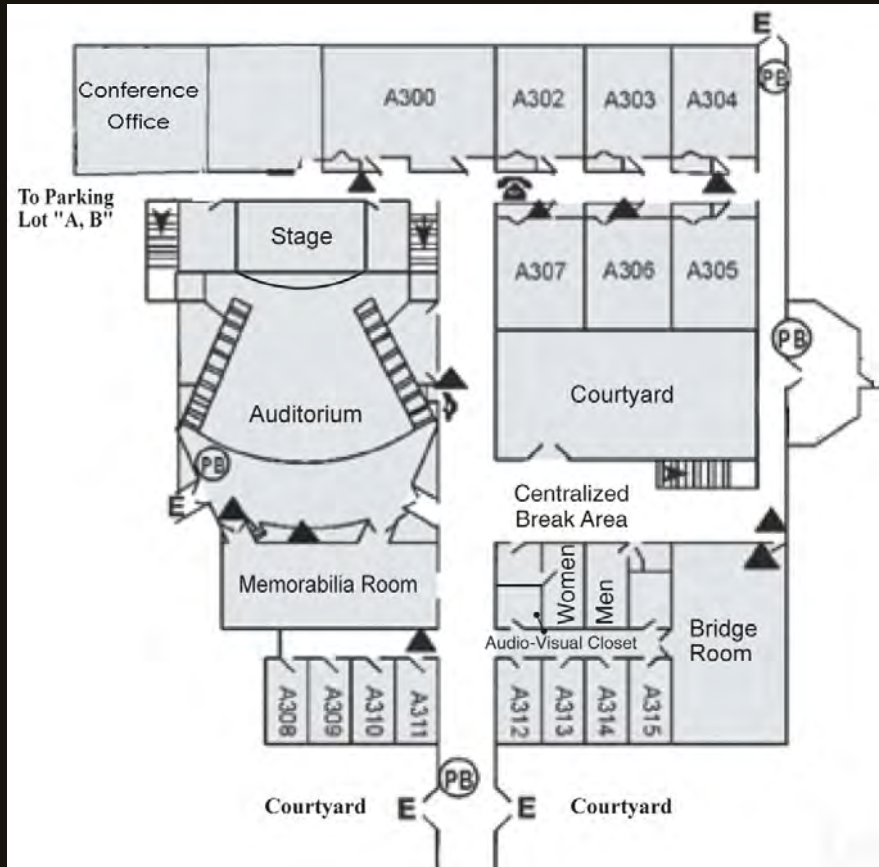 E
PB
Conference
Office
A300
A302
A303
A304
To Parking
Lot "A, B"
Stage
A307
A306
A305
PB
Courtyard
Auditorium
PB
E
Centralized
Break Area
Memorabilia Room
Women
Men
Audio-Visual Closet
Bridge
Room
A308
A309
A310
A311
A312
A313
A314
A315
PB
Courtyard
E
E
Courtyard